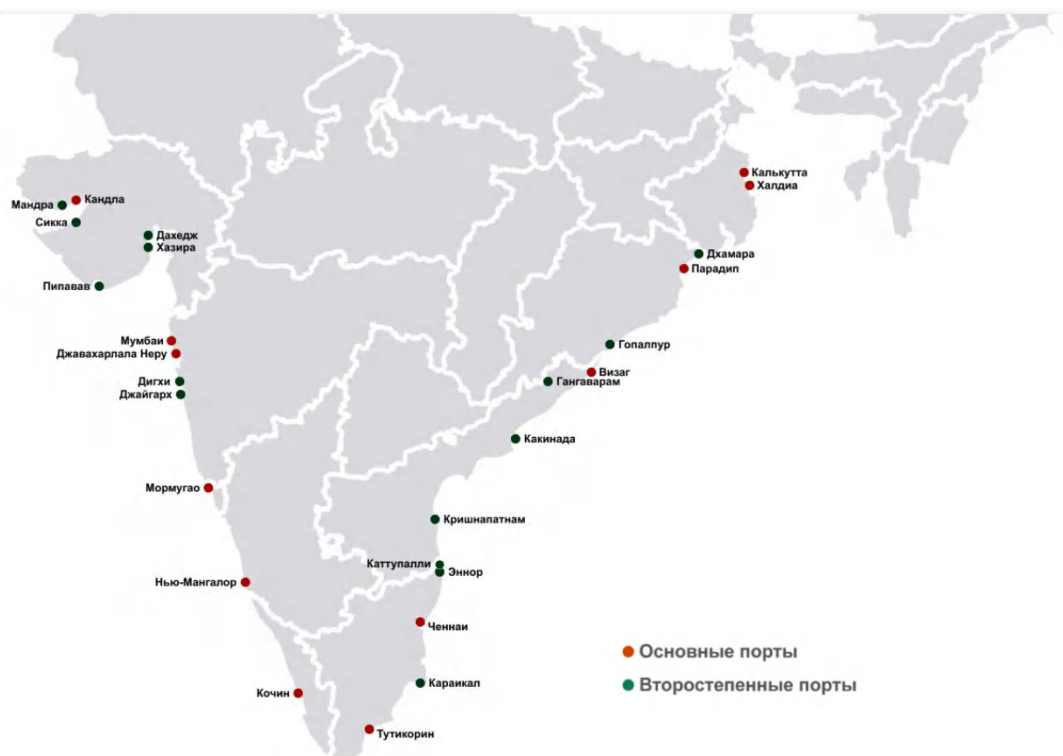 Калькутта
Халдиа
Кандла
Мандра
Сикка
Дахедж
Хазира
Дхамара
Парадип
Пипавав
Мумбаи
Джавахарлала Неру
Гопалпур
Визаг
Дигхи
Гангаварам
Джайгарх
Какинада
Мормугао
Кришнапатнам
Каттупалли
Эннор
Нью-Мангалор
Ченнаи
Основные порты
Караикал
Второстепенные порты
Кочин
Тутикорин